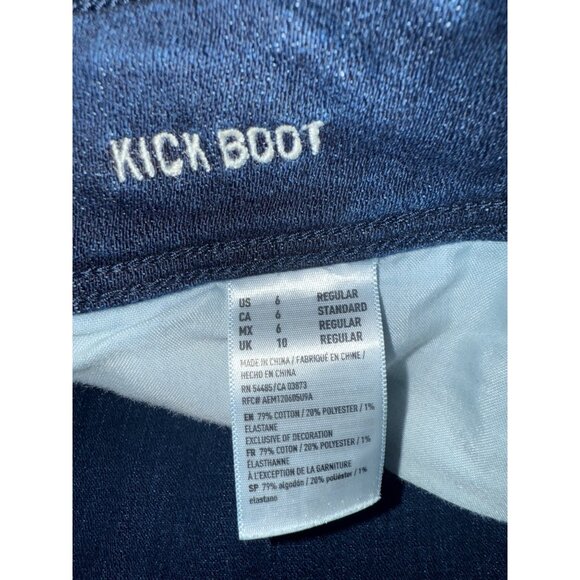 KICK BOOT
US 6 REGULAR
CA 6 STANDARD
MX 6 REGULAR
UK 10 REGULAR
MADE IN CHINA / FABRIQUÉ EN CHINE /
HECHO EN CHINA
RN 54485/CA 03873
RFC# AEM120605U9A
EN 79% COTTON / 20% POLYESTER / 1%
ELASTANE
EXCLUSIVE OF DECORATION
FR 79% COTTON / 20% POLYESTER / 1%
ÉLASTHANNE
À L'EXCEPTION DE LA GARNITURE
SP 79% algodón / 20% poliéster / 1%
elastano